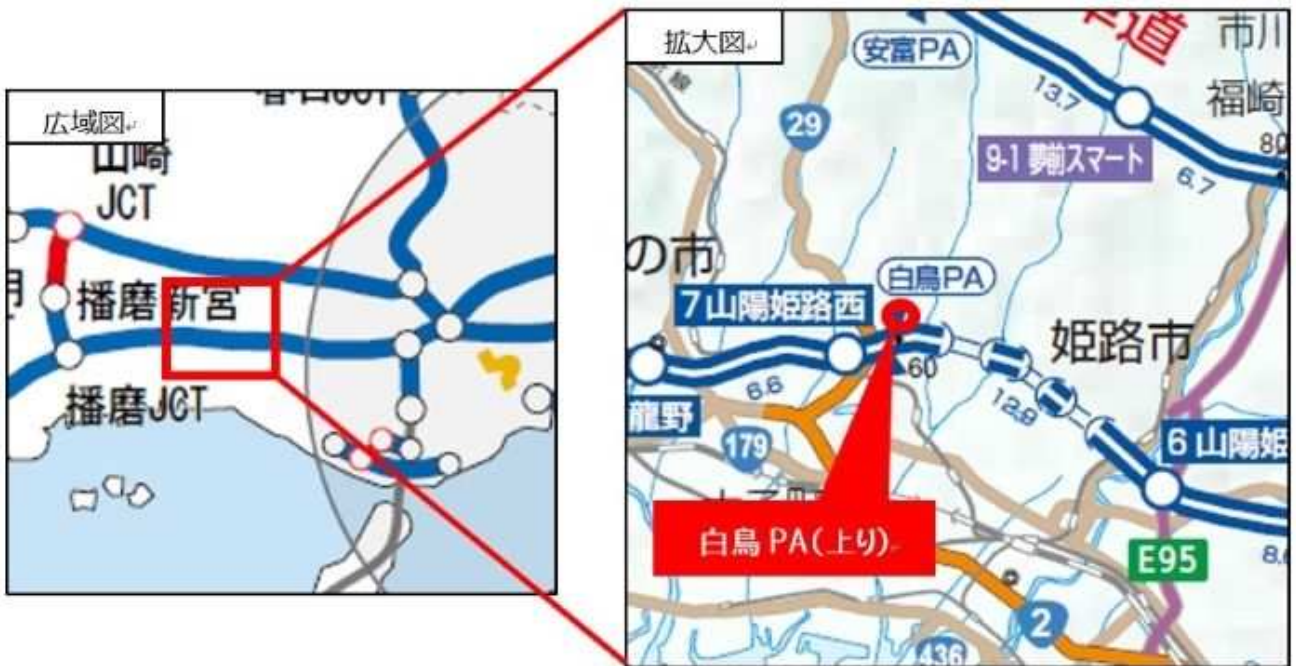 広域図
山崎
JCT
播磨新宮
播磨JCT
拡大図
安富PA
市川
福崎
13.7
29
80
9-1 夢前スマート
6.7
の市
白鳥PA
7山陽姫路西
姫路市
60
6.6
12.9
龍野
179
6 山陽姫
白鳥 PA(上り)
E95
8.
2
436